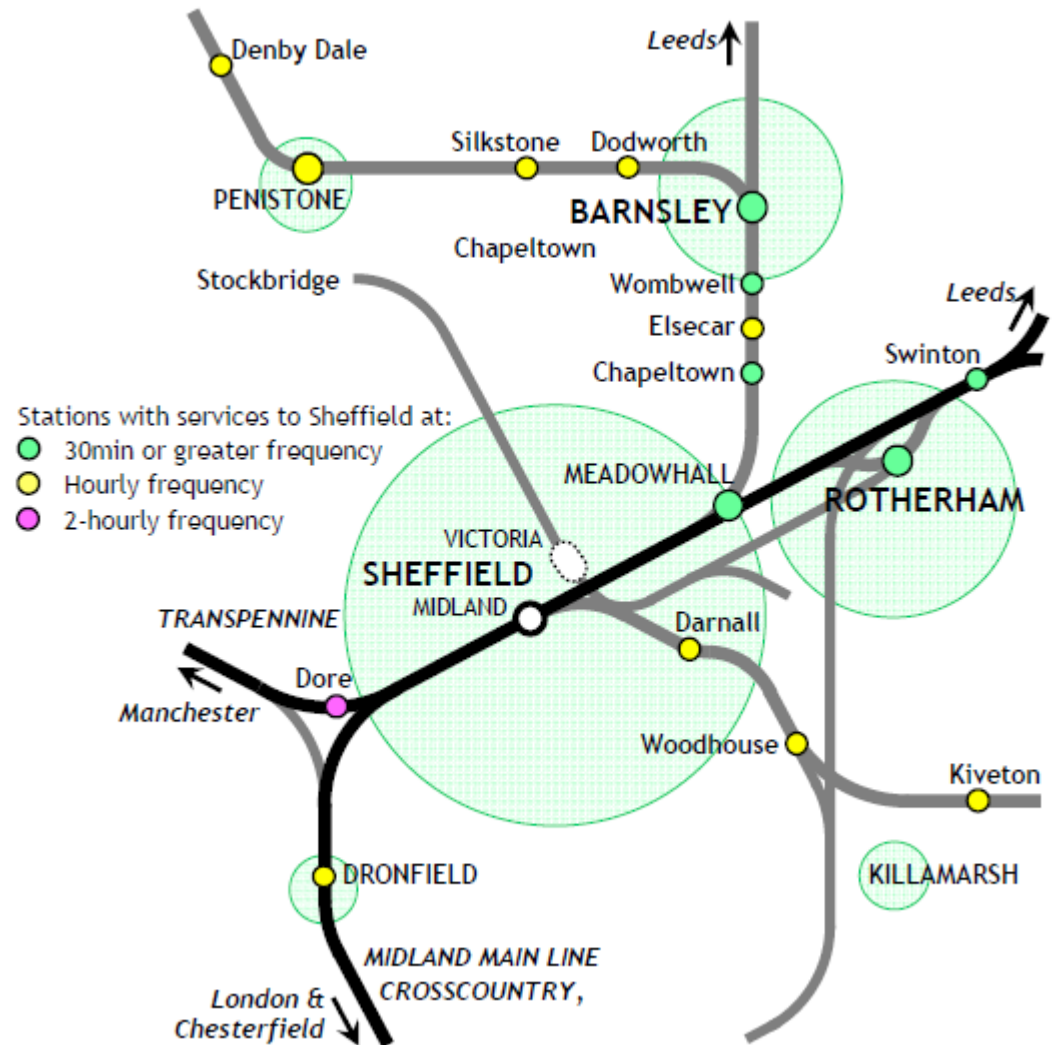 Denby Dale
Leeds
Silkstone
Dodworth
PENISTONE
BARNSLEY
Chapeltown
Stockbridge
Wombwell
Leeds
Elsecar
Swinton
Chapeltown
Stations with services to Sheffield at:
30min or greater frequency
Hourly frequency
2-hourly frequency
MEADOWHALL
ROTHERHAM
VICTORIA
SHEFFIELD
MIDLAND
TRANSPENNINE
Darnall
Dore
Manchester
Woodhouse
Kiveton
DRONFIELD
KILLAMARSH
MIDLAND MAIN LINE
CROSSCOUNTRY,
London &
Chesterfield